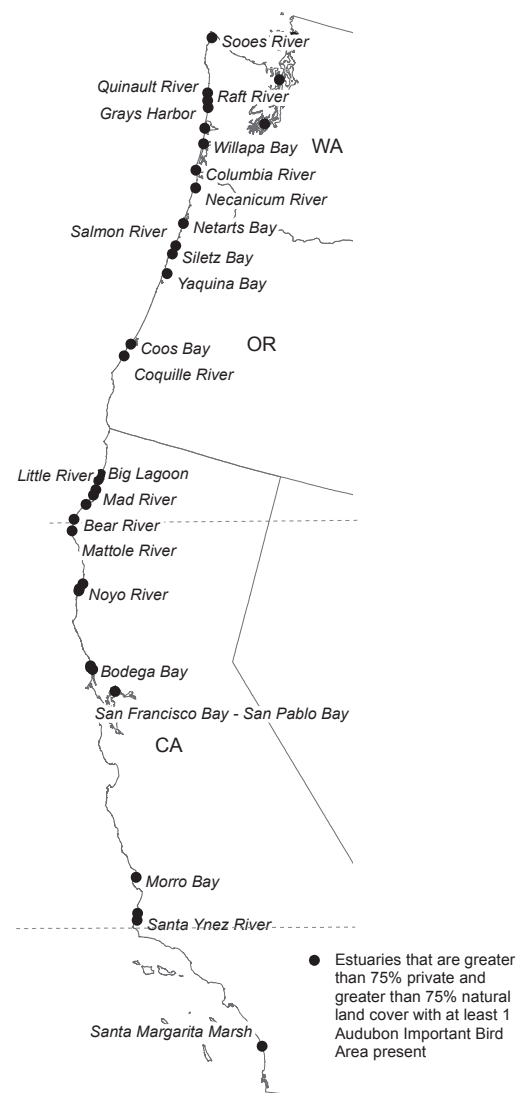 Sooes River
Quinault River
Raft River
Grays Harbor
Willapa Bay
WA
Columbia River
Necanicum River
Salmon River
Netarts Bay
Siletz Bay
Yaquina Bay
Coos Bay
OR
Coquille River
Little River
Big Lagoon
Mad River
Bear River
Mattole River
Noyo River
Bodega Bay
San Francisco Bay - San Pablo Bay
CA
Morro Bay
Santa Ynez River
Estuaries that are greater
than 75% private and
greater than 75% natural
land cover with at least 1
Audubon Important Bird
Area present
Santa Margarita Marsh